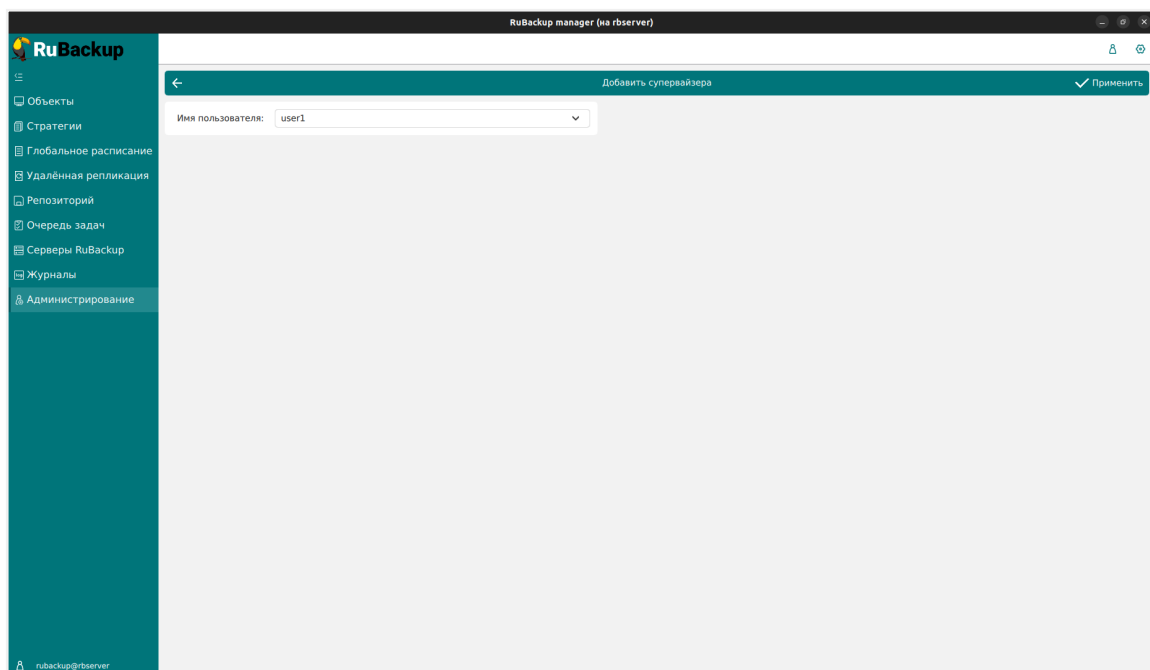 RuBackup manager (на rbserver)
RuBackup
Объекты
Стратегии
Глобальное расписание
Удалённая репликация
Репозиторий
Очередь задач
Серверы RuBackup
Журналы
Администрирование
Добавить супервайзера
Применить
Имя пользователя: user1
rubackup@rbserver